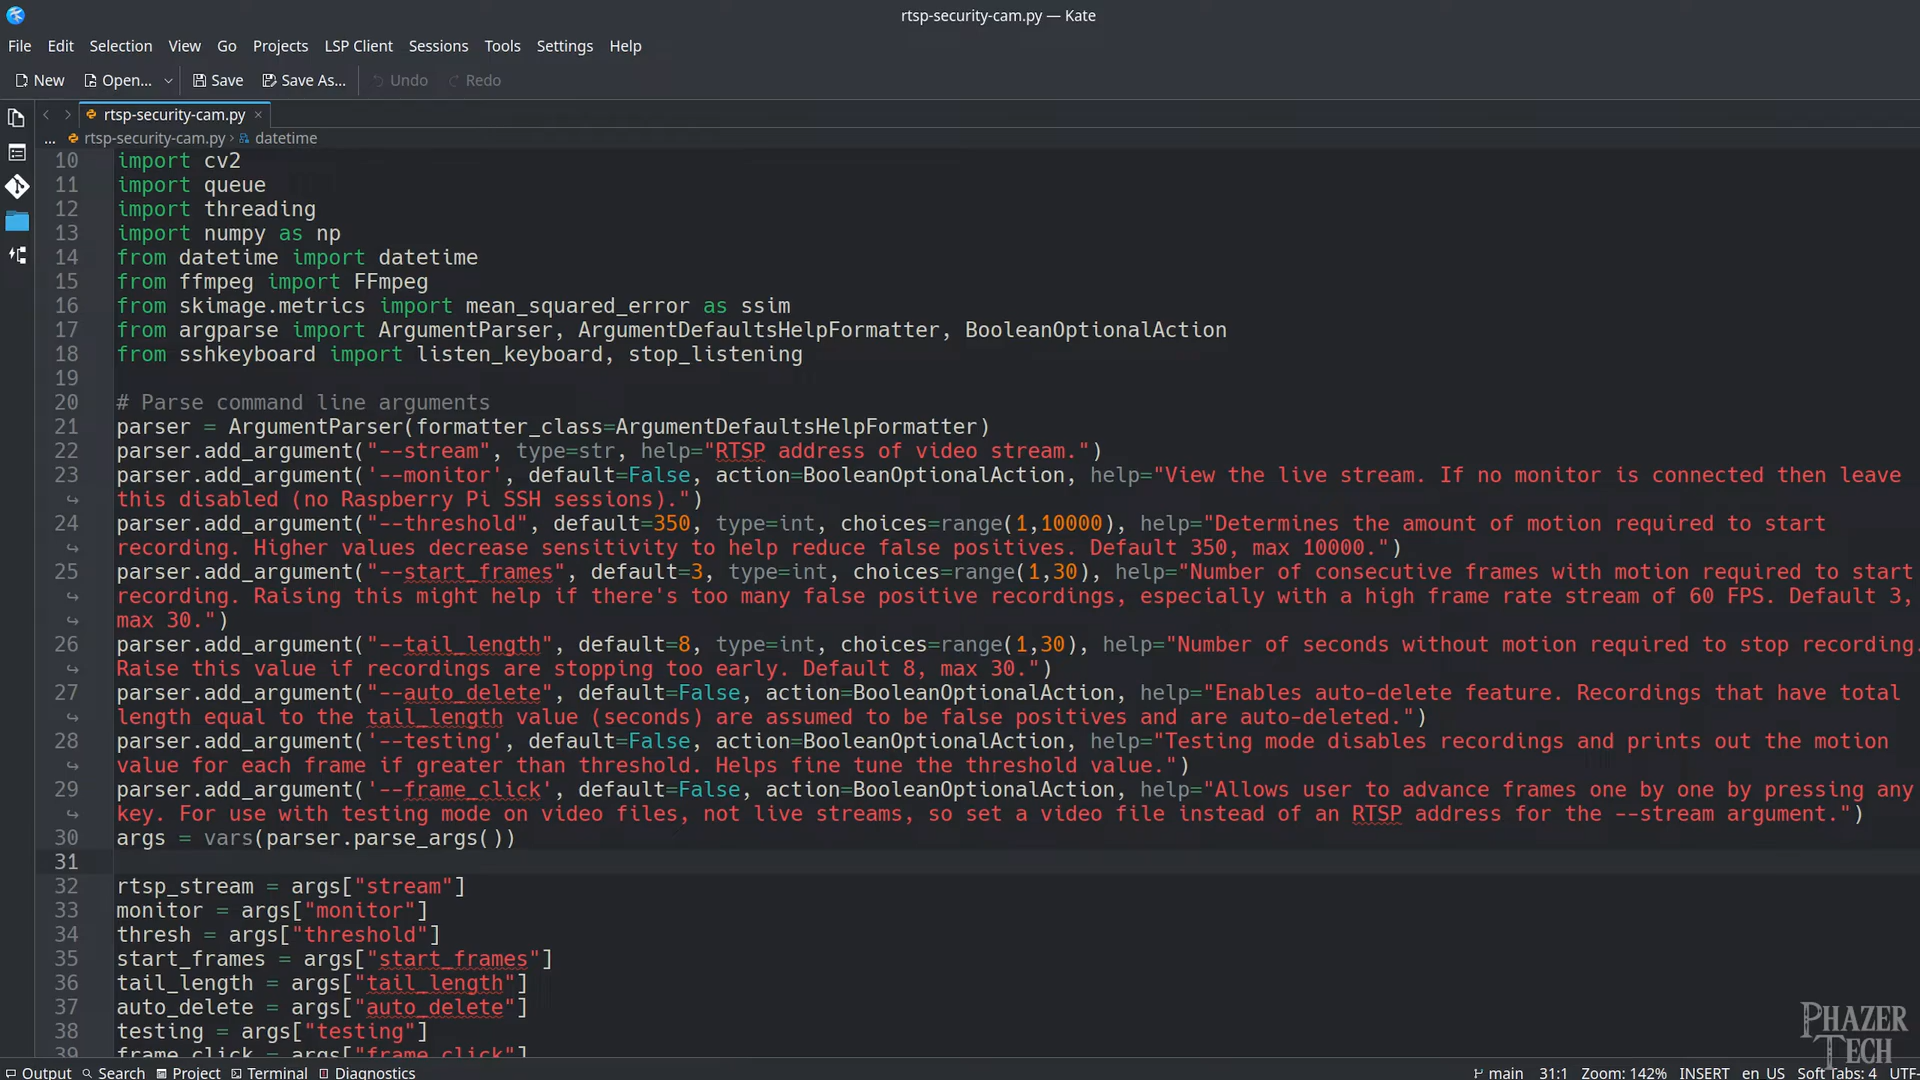 rtsp-security-cam.py — Kate
File Edit Selection View Go Projects LSP Client Sessions Tools Settings Help
New Open... Save Save As... Undo Redo
rtsp-security-cam.py
... rtsp-security-cam.py › datetime
10 import cv2
11 import queue
12 import threading
13 import numpy as np
14 from datetime import datetime
15 from ffmpeg import FFmpeg
16 from skimage.metrics import mean_squared_error as ssim
17 from argparse import ArgumentParser, ArgumentDefaultsHelpFormatter, BooleanOptionalAction
18 from sshkeyboard import listen_keyboard, stop_listening
19
20 # Parse command line arguments
21 parser = ArgumentParser(formatter_class=ArgumentDefaultsHelpFormatter)
22 parser.add_argument("--stream", type=str, help="RTSP address of video stream.")
23 parser.add_argument('--monitor', default=False, action=BooleanOptionalAction, help="View the live stream. If no monitor is connected then leave
this disabled (no Raspberry Pi SSH sessions).")
24 parser.add_argument("--threshold", default=350, type=int, choices=range(1,10000), help="Determines the amount of motion required to start
recording. Higher values decrease sensitivity to help reduce false positives. Default 350, max 10000.")
25 parser.add_argument("--start_frames", default=3, type=int, choices=range(1,30), help="Number of consecutive frames with motion required to start
recording. Raising this might help if there's too many false positive recordings, especially with a high frame rate stream of 60 FPS. Default 3,
max 30.")
26 parser.add_argument("--tail_length", default=8, type=int, choices=range(1,30), help="Number of seconds without motion required to stop recording.
Raise this value if recordings are stopping too early. Default 8, max 30.")
27 parser.add_argument("--auto_delete", default=False, action=BooleanOptionalAction, help="Enables auto-delete feature. Recordings that have total
length equal to the tail_length value (seconds) are assumed to be false positives and are auto-deleted.")
28 parser.add_argument('--testing', default=False, action=BooleanOptionalAction, help="Testing mode disables recordings and prints out the motion
value for each frame if greater than threshold. Helps fine tune the threshold value.")
29 parser.add_argument('--frame_click', default=False, action=BooleanOptionalAction, help="Allows user to advance frames one by one by pressing any
key. For use with testing mode on video files, not live streams, so set a video file instead of an RTSP address for the --stream argument.")
30 args = vars(parser.parse_args())
31
32 rtsp_stream = args["stream"]
33 monitor = args["monitor"]
34 thresh = args["threshold"]
35 start_frames = args["start_frames"]
36 tail_length = args["tail_length"]
37 auto_delete = args["auto_delete"]
38 testing = args["testing"]
39 frame_click = args["frame_click"]
PHAZER
TECH
Output Search Project Terminal Diagnostics main 31:1 Zoom: 142% INSERT en_US Soft Tabs: 4 UTF-